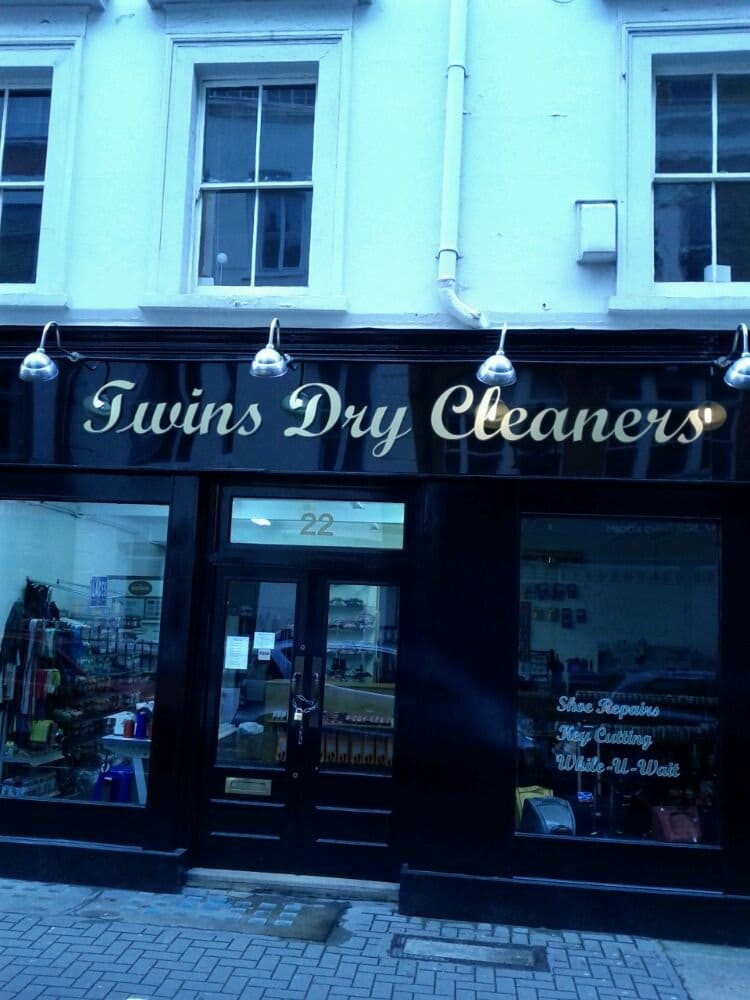 Twins Dry Cleaners
22
Shoe Repairs
Key Cutting
While-U-Wait